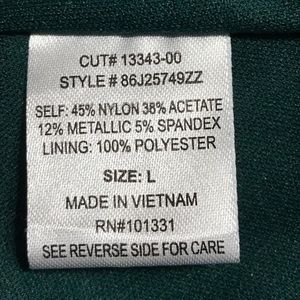 CUT# 13343-00
STYLE # 86J25749ZZ
SELF: 45% NYLON 38% ACETATE
12% METALLIC 5% SPANDEX
LINING: 100% POLYESTER
SIZE: L
MADE IN VIETNAM
RN#101331
SEE REVERSE SIDE FOR CARE